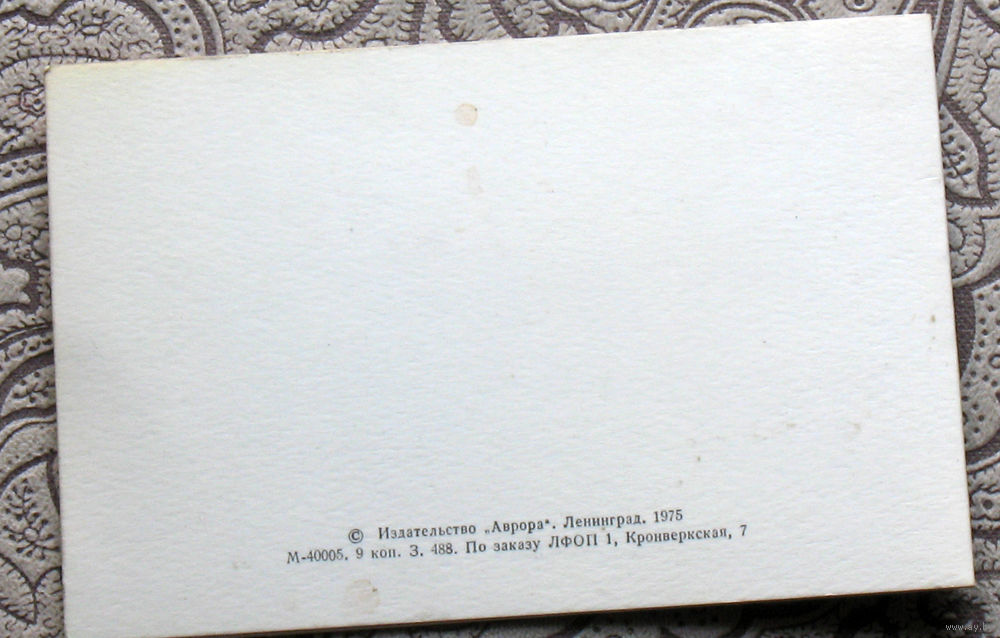 © Издательство „Аврора“. Ленинград. 1975
М-40005. 9 коп. З. 488. По заказу ЛФОП 1, Кронверкская, 7